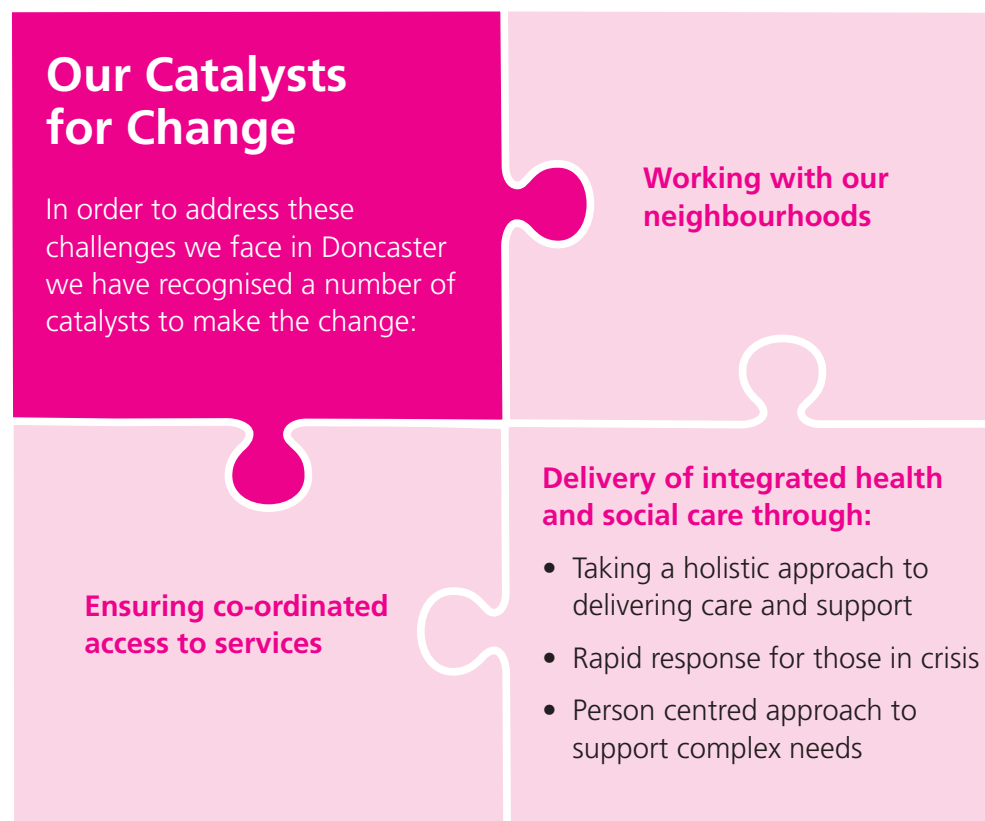 Our Catalysts
for Change
In order to address these
challenges we face in Doncaster
we have recognised a number of
catalysts to make the change:
Working with our
neighbourhoods
Ensuring co-ordinated
access to services
Delivery of integrated health
and social care through:
• Taking a holistic approach to
delivering care and support
• Rapid response for those in crisis
• Person centred approach to
support complex needs